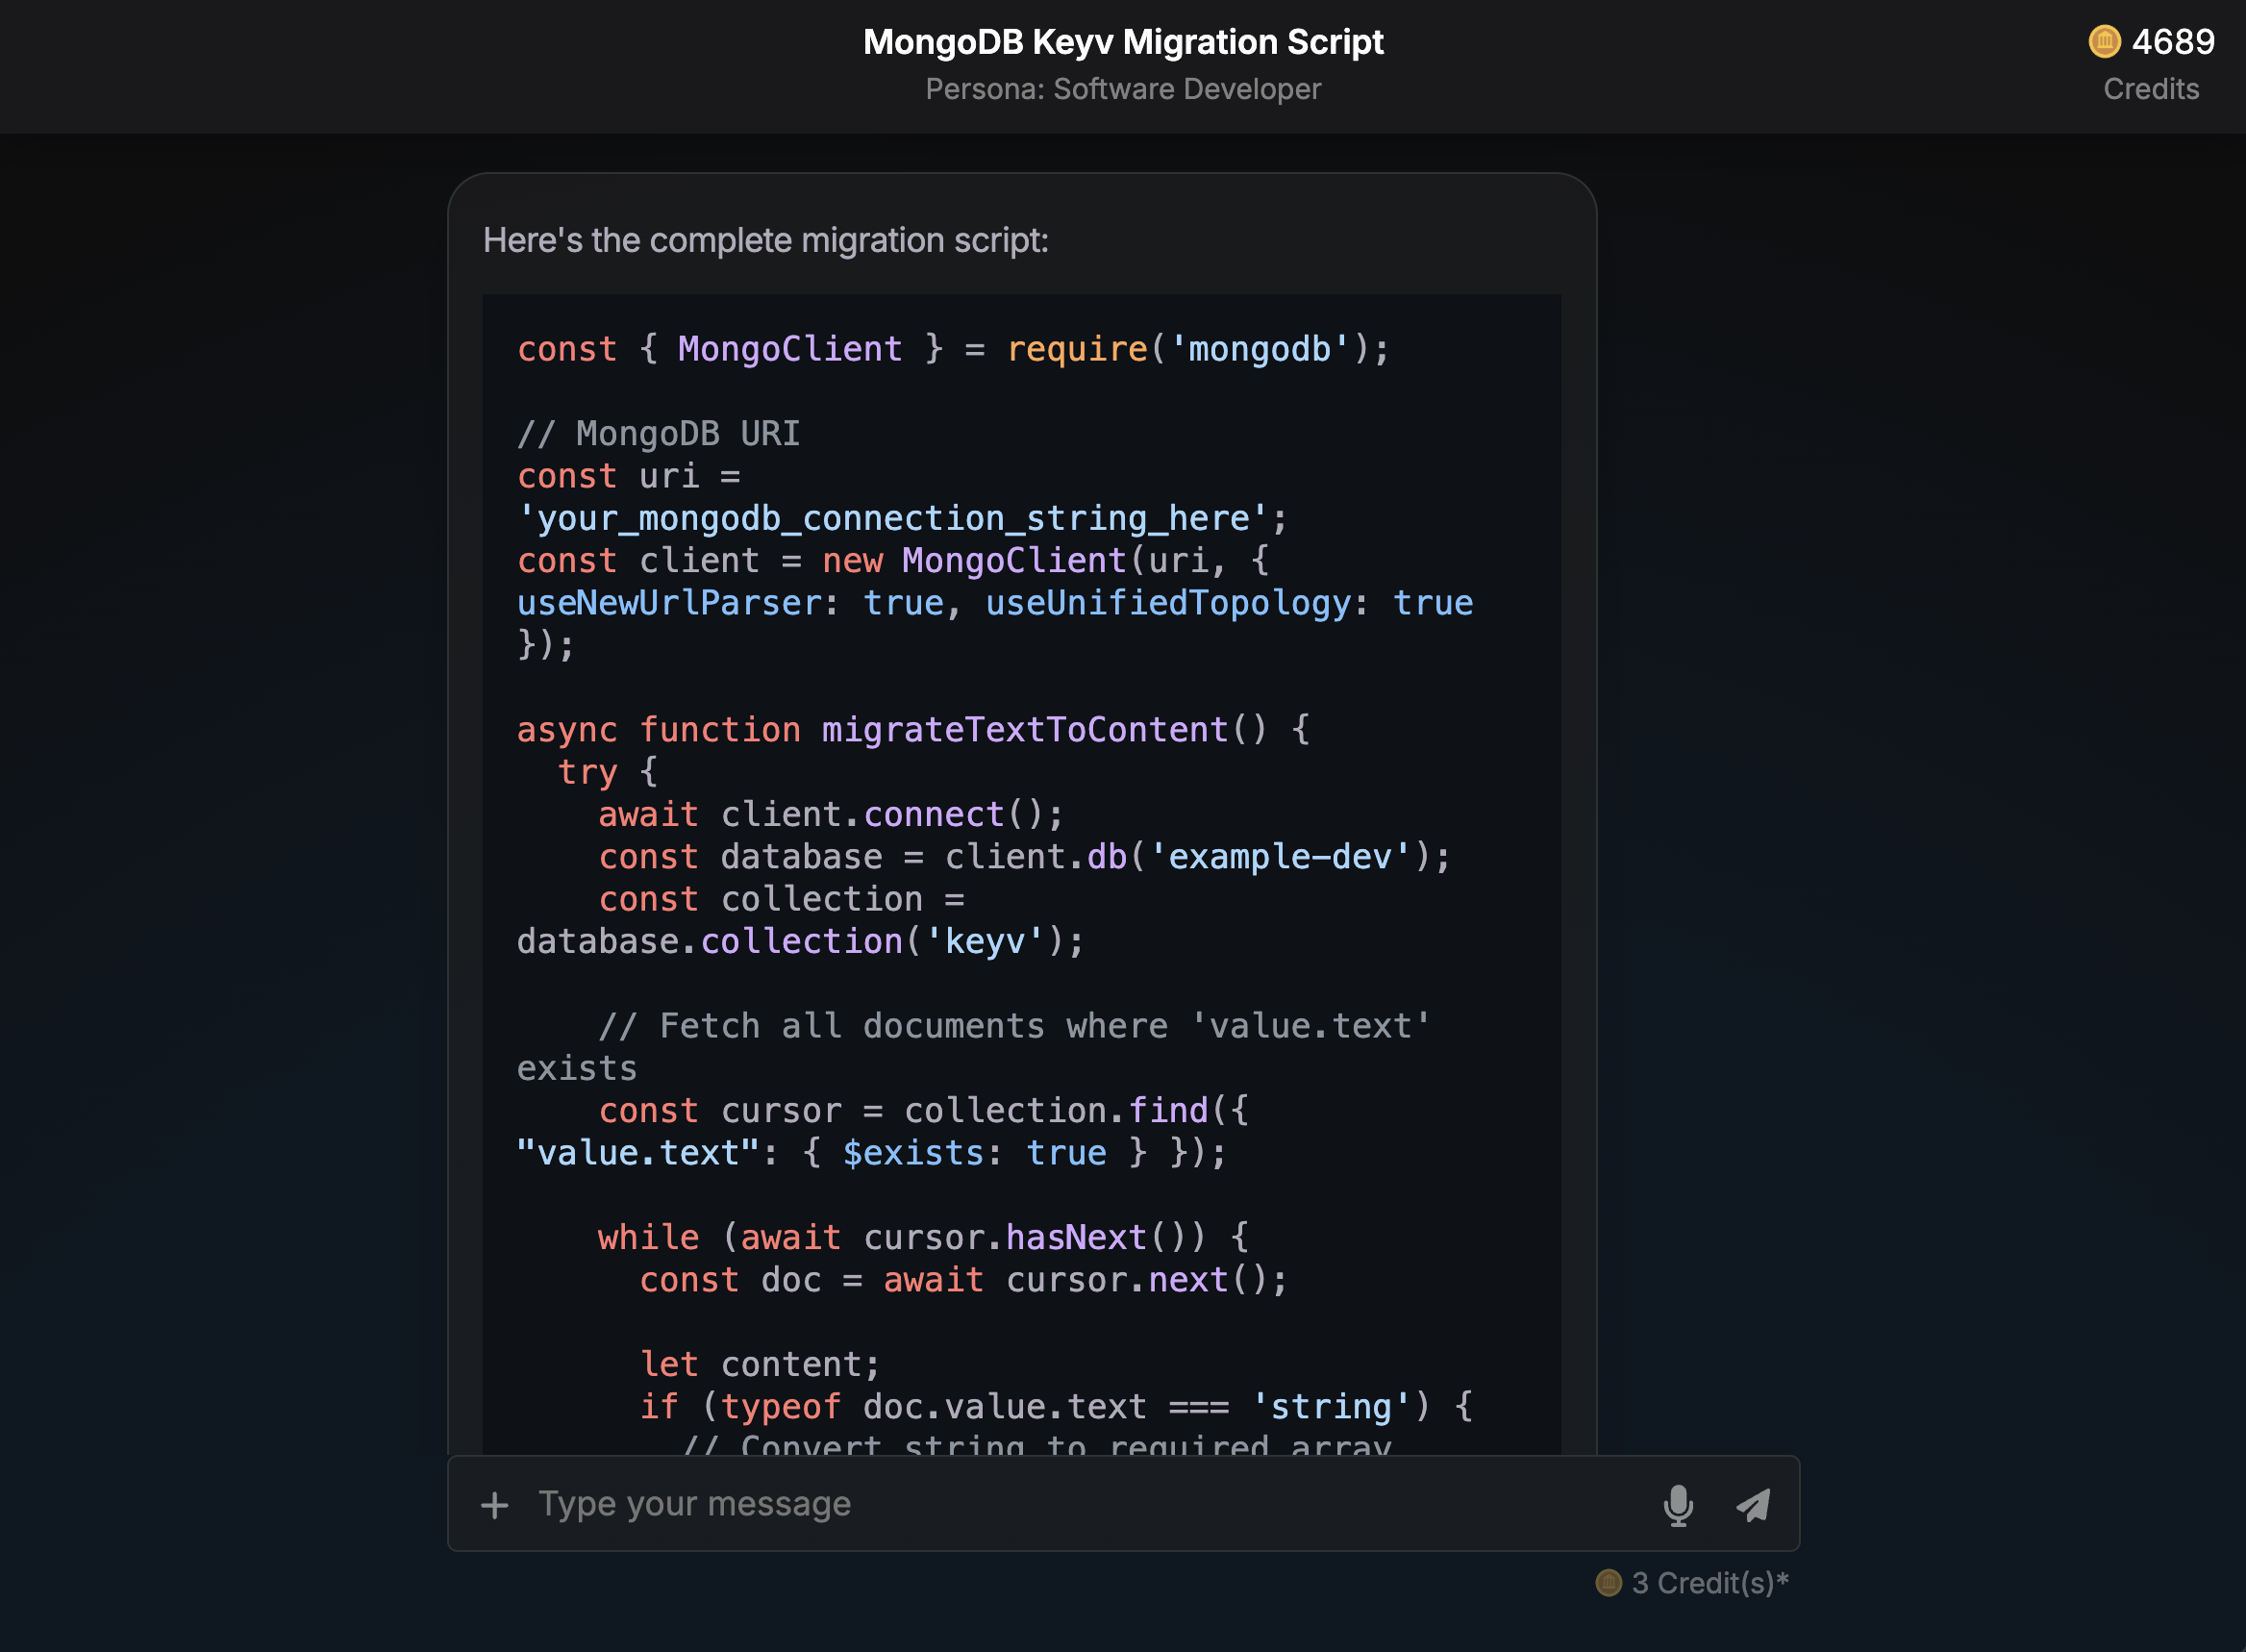 MongoDB Keyv Migration Script
Persona: Software Developer
4689
Credits
Here's the complete migration script:
const { MongoClient } = require('mongodb');
// MongoDB URI
const uri =
'your_mongodb_connection_string_here';
const client = new MongoClient(uri, {
useNewUrlParser: true, useUnifiedTopology: true
});
async function migrateTextToContent() {
  try {
    await client.connect();
    const database = client.db('example-dev');
    const collection =
database.collection('keyv');
    // Fetch all documents where 'value.text'
exists
    const cursor = collection.find({
"value.text": { $exists: true } });
    while (await cursor.hasNext()) {
      const doc = await cursor.next();
      let content;
      if (typeof doc.value.text === 'string') {
        // Convert string to required array
Type your message
3 Credit(s)*